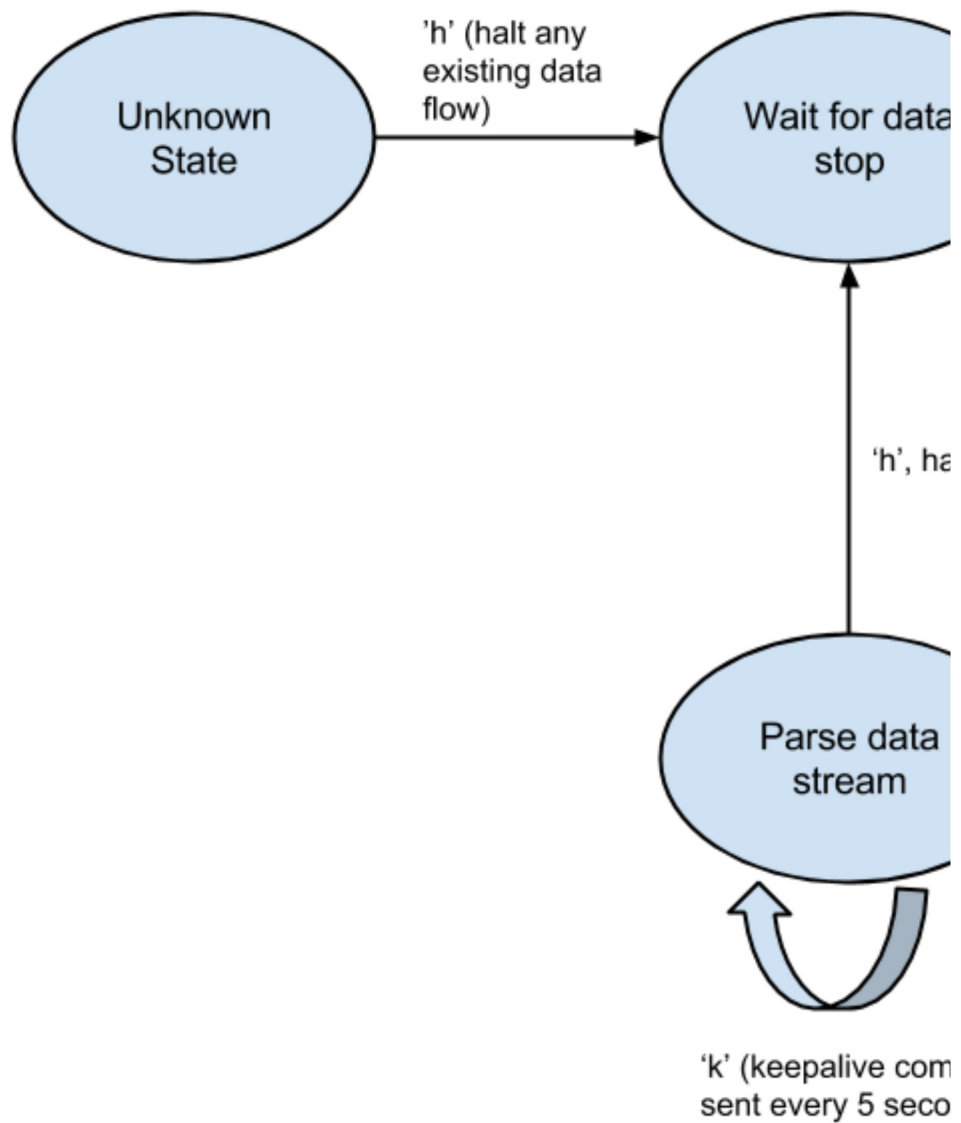 Unknown
State
’h’ (halt any
existing data
flow)
Wait for data
stop
‘h’, ha
Parse data
stream
‘k’ (keepalive com
sent every 5 seco